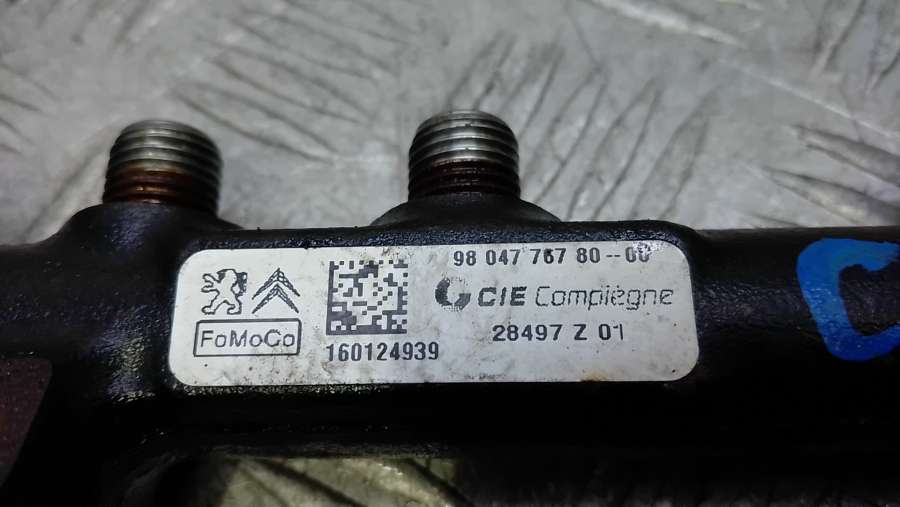 98 047 767 80--00
CIE Compiègne
FoMoCo
160124939
28497 Z 01
C